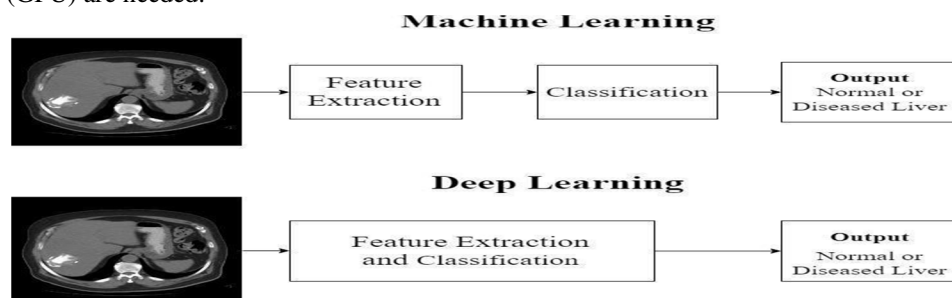 (GPU) are needed.
Machine Learning
Feature
Extraction
Classification
Output
Normal or
Diseased Liver
Deep Learning
Feature Extraction
and Classification
Output
Normal or
Diseased Liver